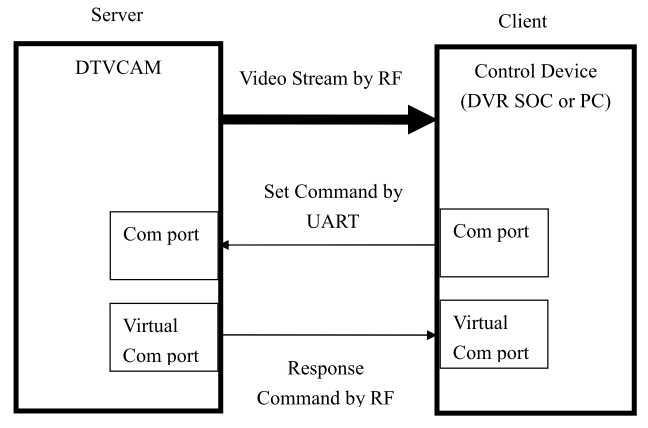 Server
Client
DTVCAM
Video Stream by RF
Control Device
(DVR SOC or PC)
Set Command by
UART
Com port
Com port
Virtual
Com port
Virtual
Com port
Response
Command by RF